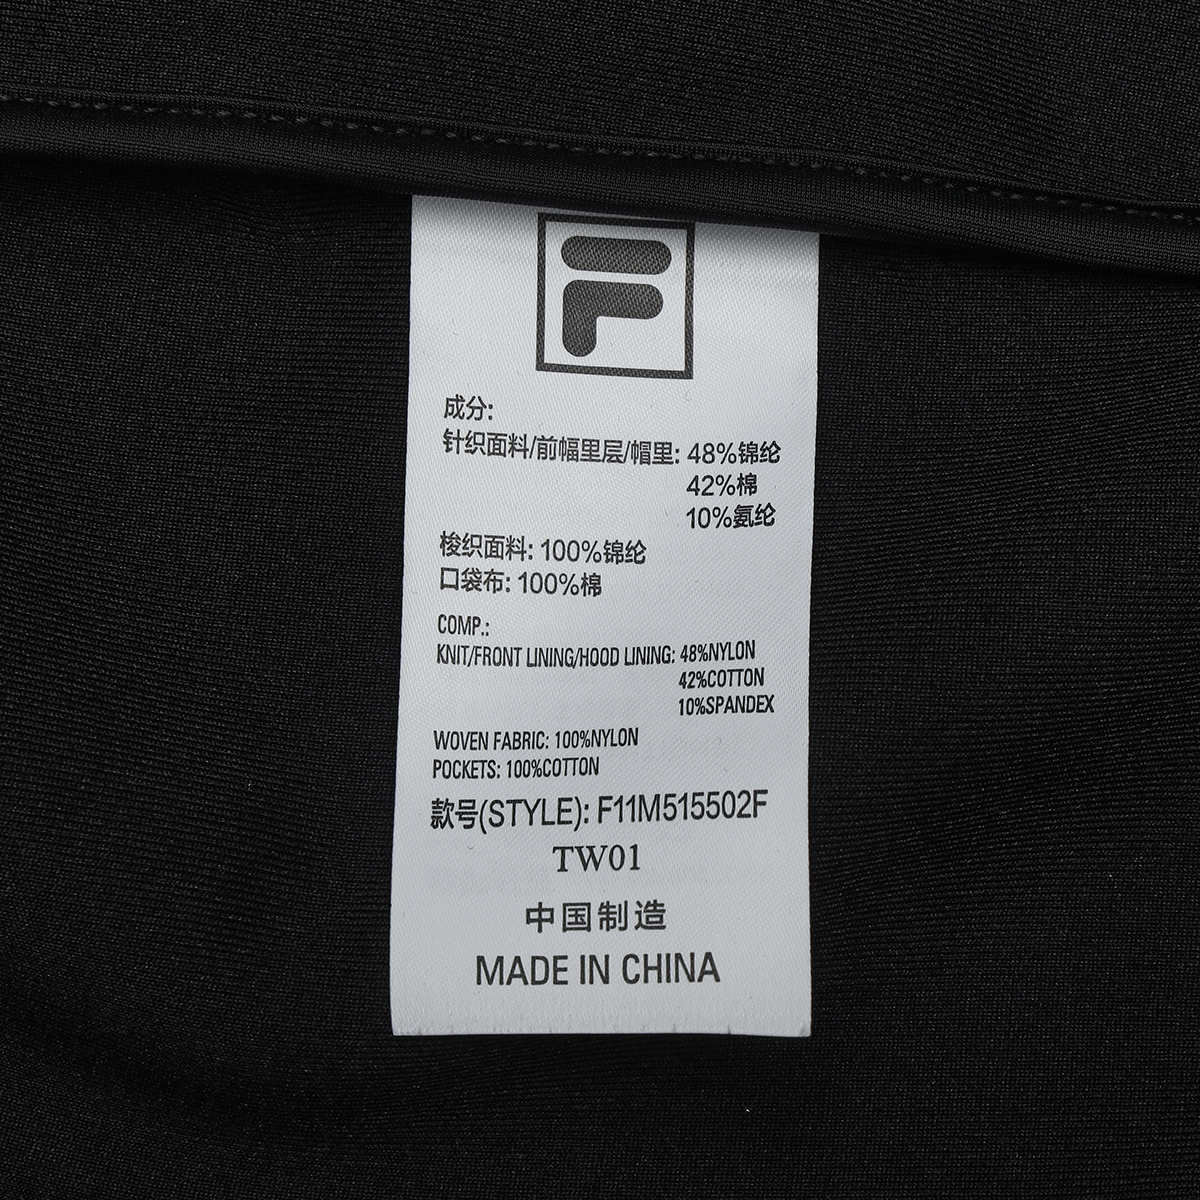 F
成分:
针织面料/前幅里层/帽里: 48%锦纶
42%棉
10%氨纶
梭织面料: 100%锦纶
口袋布: 100%棉
COMP.:
KNIT/FRONT LINING/HOOD LINING: 48%NYLON
42%COTTON
10%SPANDEX
WOVEN FABRIC: 100%NYLON
POCKETS: 100%COTTON
款号(STYLE): F11M515502F
TW01
中国制造
MADE IN CHINA